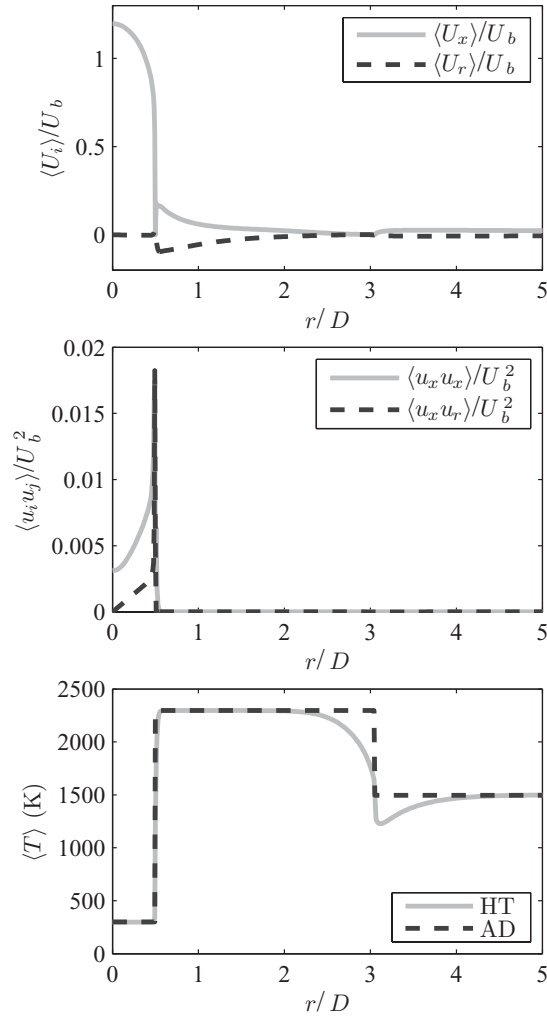 ⟨U_x⟩/U_b
⟨U_r⟩/U_b
⟨U_i⟩/U_b
1
0.5
0
0 1 2 3 4 5
r/D
0.02
0.015
0.01
0.005
0
⟨u_x u_x⟩/U_b^2
⟨u_x u_r⟩/U_b^2
⟨u_i u_j⟩/U_b^2
0 1 2 3 4 5
r/D
2500
2000
1500
1000
500
0
⟨T⟩ (K)
HT
AD
0 1 2 3 4 5
r/D